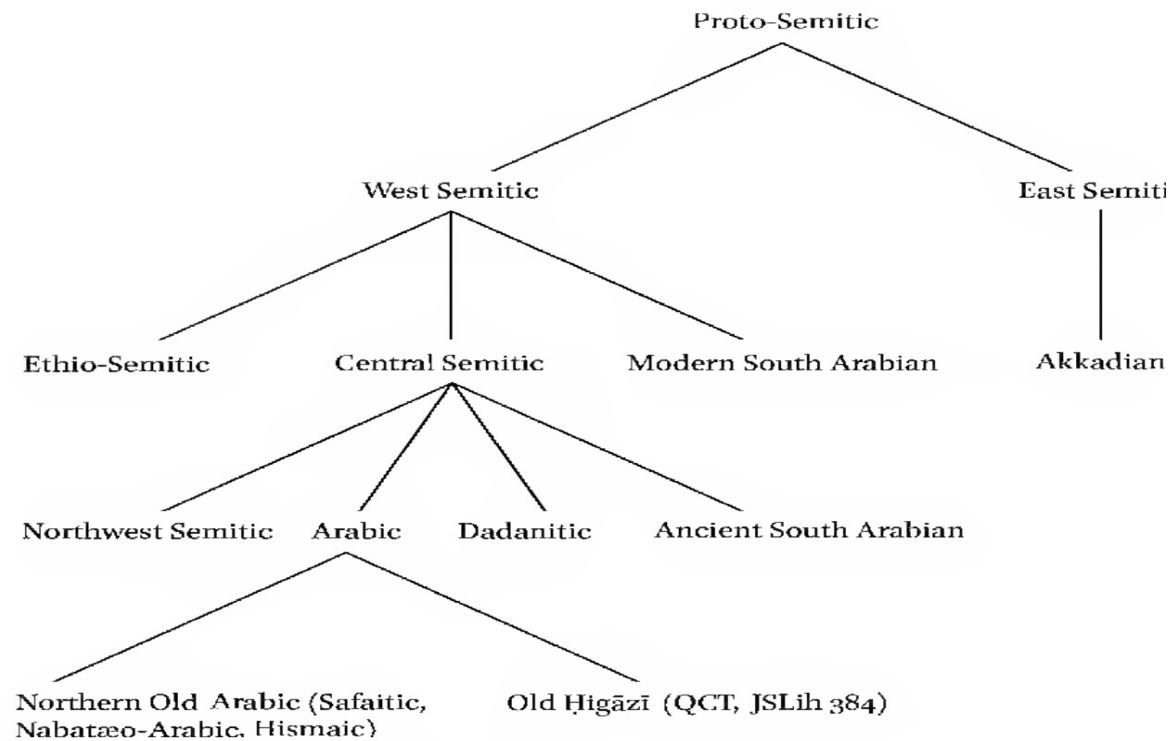 Proto-Semitic
West Semitic East Semiti
Ethio-Semitic Central Semitic Modern South Arabian Akkadian
Northwest Semitic Arabic Dadanitic Ancient South Arabian
Northern Old Arabic (Safaitic, Old Ḥigāzī (QCT, JSLih 384)
Nabatæo-Arabic, Hismaic)